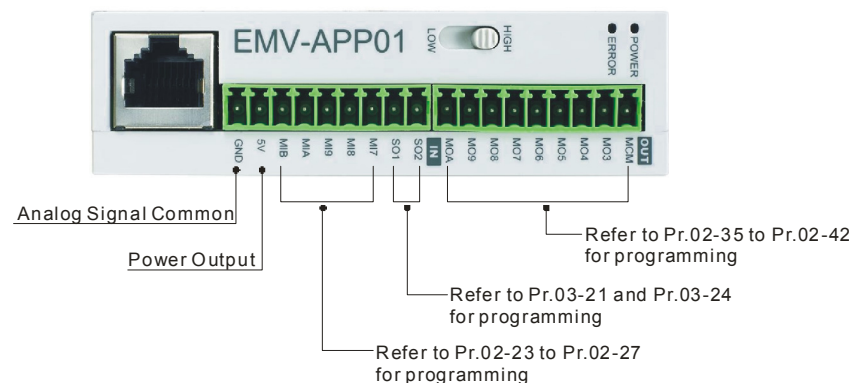 EMV-APP01
LOW
HIGH
ERROR
POWER
GND
5V
MIB
MIA
MI9
MI8
MI7
SO1
SO2
IN
MOA
MO9
MO8
MO7
MO6
MO5
MO4
MO3
MCM
OUT
Analog Signal Common
Power Output
Refer to Pr.02-35 to Pr.02-42
for programming
Refer to Pr.03-21 and Pr.03-24
for programming
Refer to Pr.02-23 to Pr.02-27
for programming